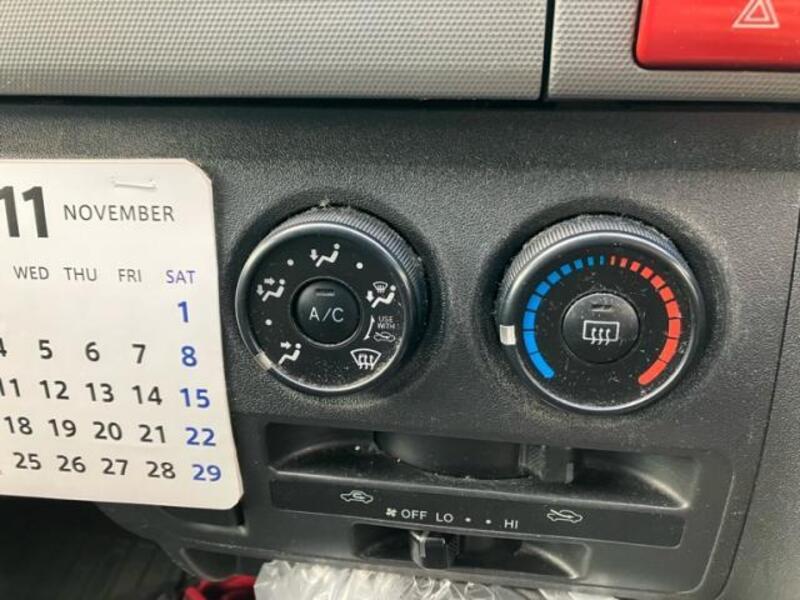 11 NOVEMBER
WED THU FRI SAT
1
4 5 6 7 8
11 12 13 14 15
18 19 20 21 22
25 26 27 28 29
A/C
USE
WITH
OFF LO HI